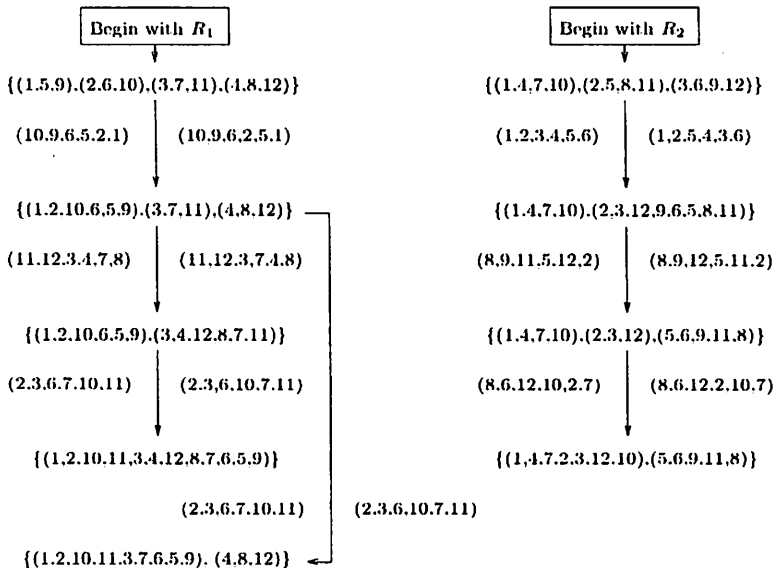 Begin with R₁ Begin with R₂
{(1.5.9).(2.6.10),(3.7,11).(4,8,12)} {(1.4,7,10),(2.5,8.11),(3.6,9.12)}
(10.9.6.5.2.1) (10.9,6,2,5.1) (1.2,3.4,5.6) (1,2.5,4,3.6)
{(1.2.10.6,5,9).(3.7,11),(4,8,12)} {(1.4,7,10).(2.3,12,9.6.5,8,11)}
(11.12.3.4,7,8) (11,12.3,7,4.8) (8,9.11,5.12,2) (8.9,12,5.11.2)
{(1.2.10.6.5,9).(3,4.12.8.7.11)} {(1.4,7.10).(2.3,12),(5.6,9.11,8)}
(2.3.6.7.10,11) (2.3,6.10.7.11) (8.6.12.10,2.7) (8.6.12.2,10,7)
{(1,2.10.11,3.4.12,8.7,6.5.9)} {(1,4.7.2.3.12.10).(5.6.9.11,8)}
(2.3.6.7.10.11) (2.3.6,10.7,11)
{(1.2.10.11.3.7.6.5.9). (4,8.12)}